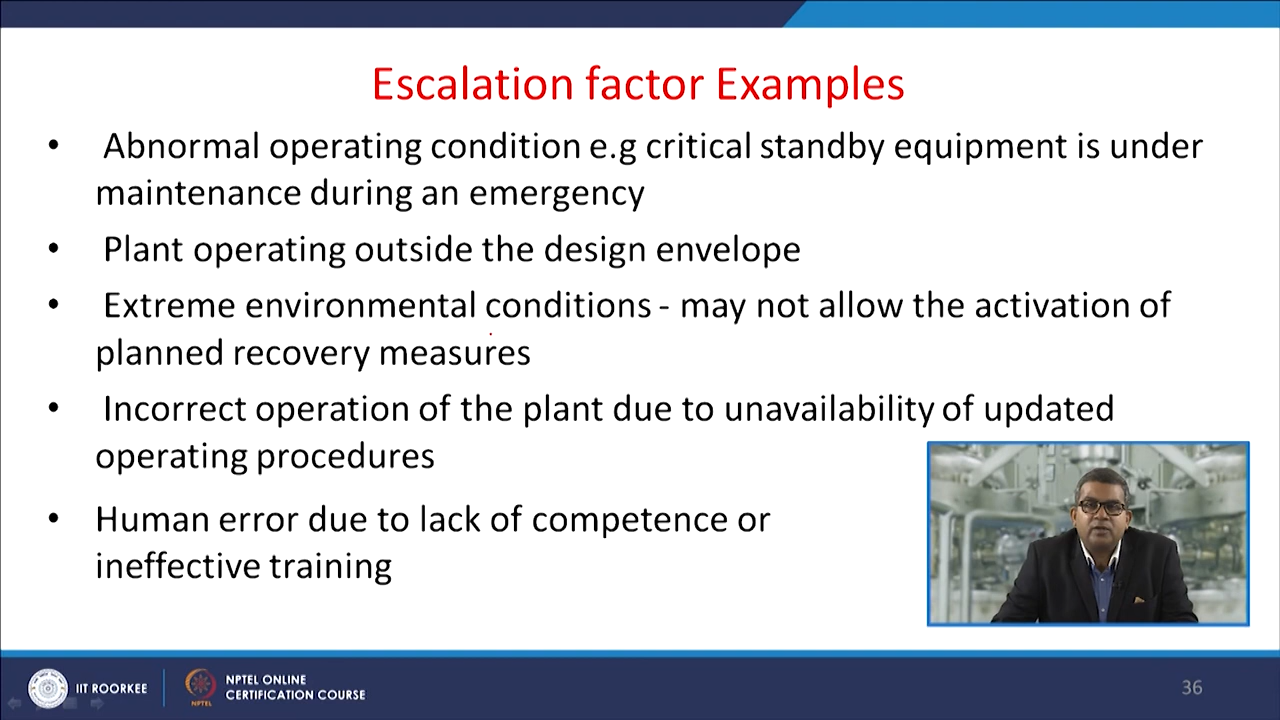 Escalation factor Examples
• Abnormal operating condition e.g critical standby equipment is under
maintenance during an emergency
• Plant operating outside the design envelope
• Extreme environmental conditions - may not allow the activation of
planned recovery measures
• Incorrect operation of the plant due to unavailability of updated
operating procedures
• Human error due to lack of competence or
ineffective training
IIT ROORKEE
NPTEL
NPTEL ONLINE
CERTIFICATION COURSE
36